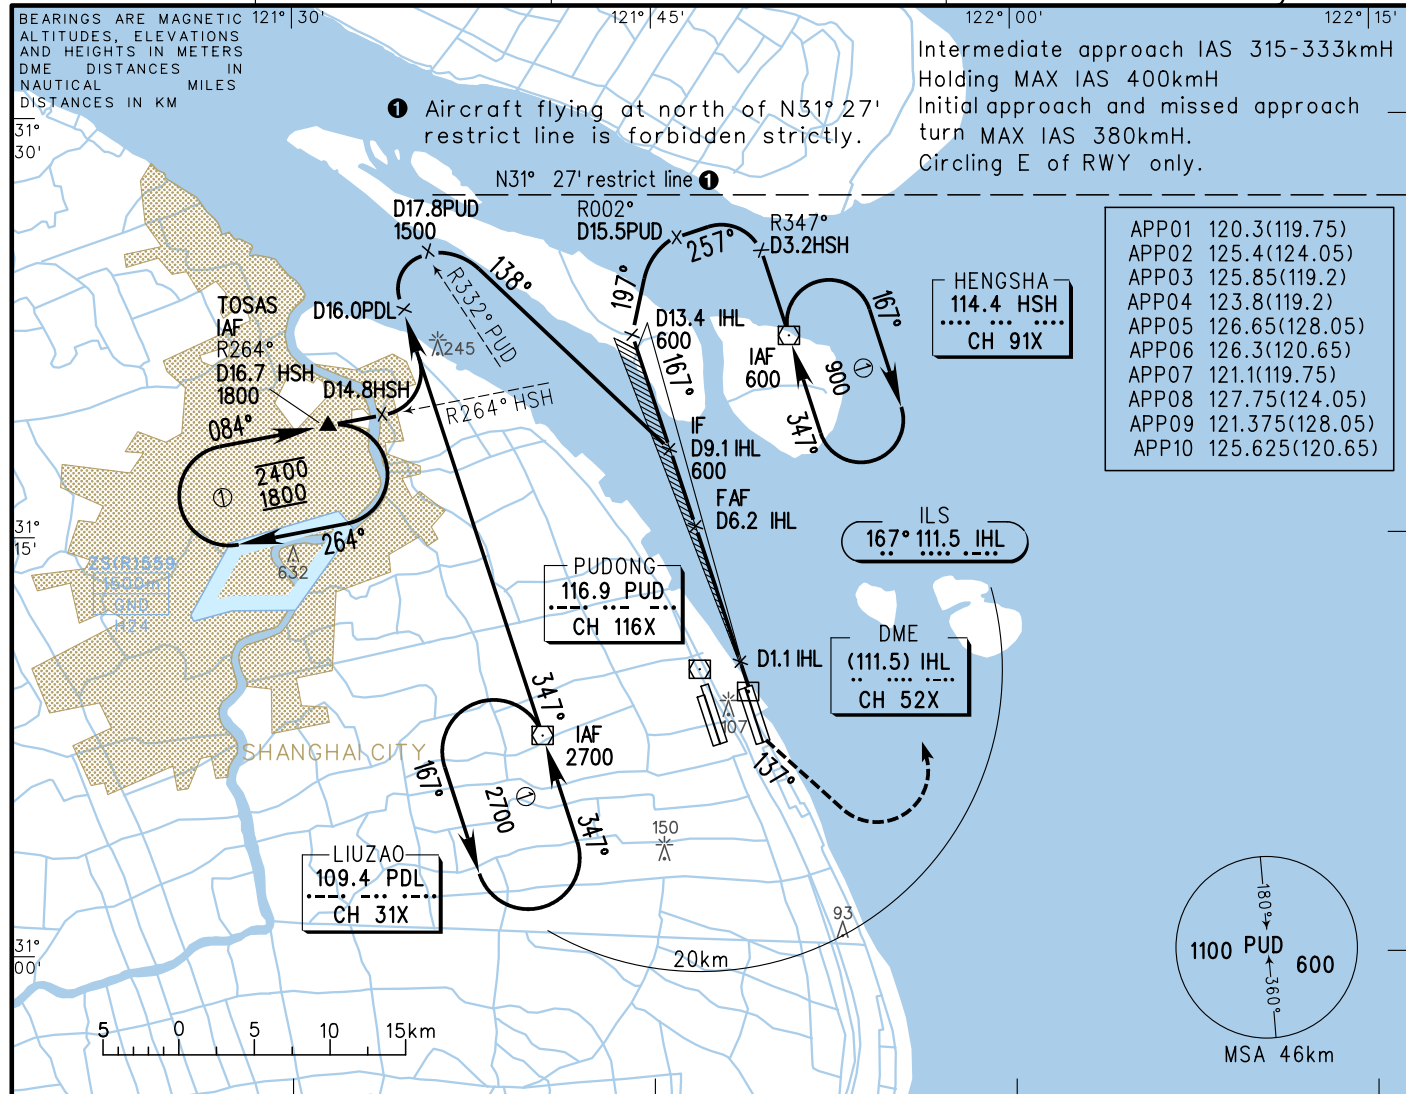 BEARINGS ARE MAGNETIC
ALTITUDES, ELEVATIONS
AND HEIGHTS IN METERS
DME DISTANCES IN
NAUTICAL MILES
DISTANCES IN KM
121° 30'
121° 45'
122° 00'
122° 15'
Intermediate approach IAS 315-333kmH
Holding MAX IAS 400kmH
Initial approach and missed approach
turn MAX IAS 380kmH.
Circling E of RWY only.
❶ Aircraft flying at north of N31° 27'
restrict line is forbidden strictly.
31°
30'
N31° 27' restrict line ❶
D17.8PUD
1500
R002°
D15.5PUD
257°
R347°
D3.2HSH
APP01 120.3(119.75)
APP02 125.4(124.05)
APP03 125.85(119.2)
APP04 123.8(119.2)
APP05 126.65(128.05)
APP06 126.3(120.65)
APP07 121.1(119.75)
APP08 127.75(124.05)
APP09 121.375(128.05)
APP10 125.625(120.65)
HENGSHA
114.4 HSH
CH 91X
138°
R332° PUD
197°
167°
TOSAS
IAF
R264°
D16.7 HSH
1800
D16.0PDL
245
D14.8HSH
R264° HSH
D13.4 IHL
600
167°
IAF
600
900
①
347°
084°
2400
1800
①
264°
IF
D9.1 IHL
600
FAF
D6.2 IHL
31°
15'
ZS(R)559
1500m
GND
H24
632
ILS
167° 111.5 IHL
PUDONG
116.9 PUD
CH 116X
DME
(111.5) IHL
CH 52X
D1.1 IHL
107
137°
SHANGHAI CITY
347°
IAF
2700
167°
2700
①
347°
150
LIUZAO
109.4 PDL
CH 31X
93
20km
31°
00'
180°
1100 PUD 600
360°
MSA 46km
5 0 5 10 15km